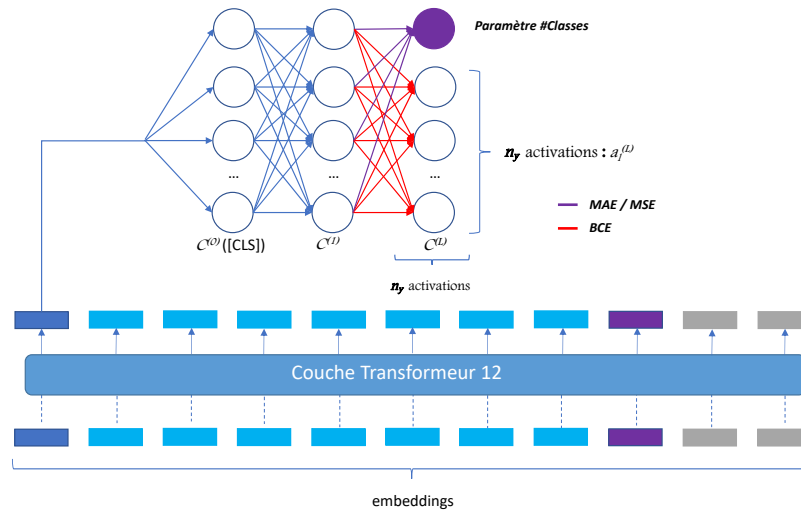 Paramètre #Classes
n_y activations : a_l^(L)
...
...
...
MAE / MSE
BCE
C^(0) ([CLS])
C^(1)
C^(L)
n_y activations
Couche Transformeur 12
embeddings